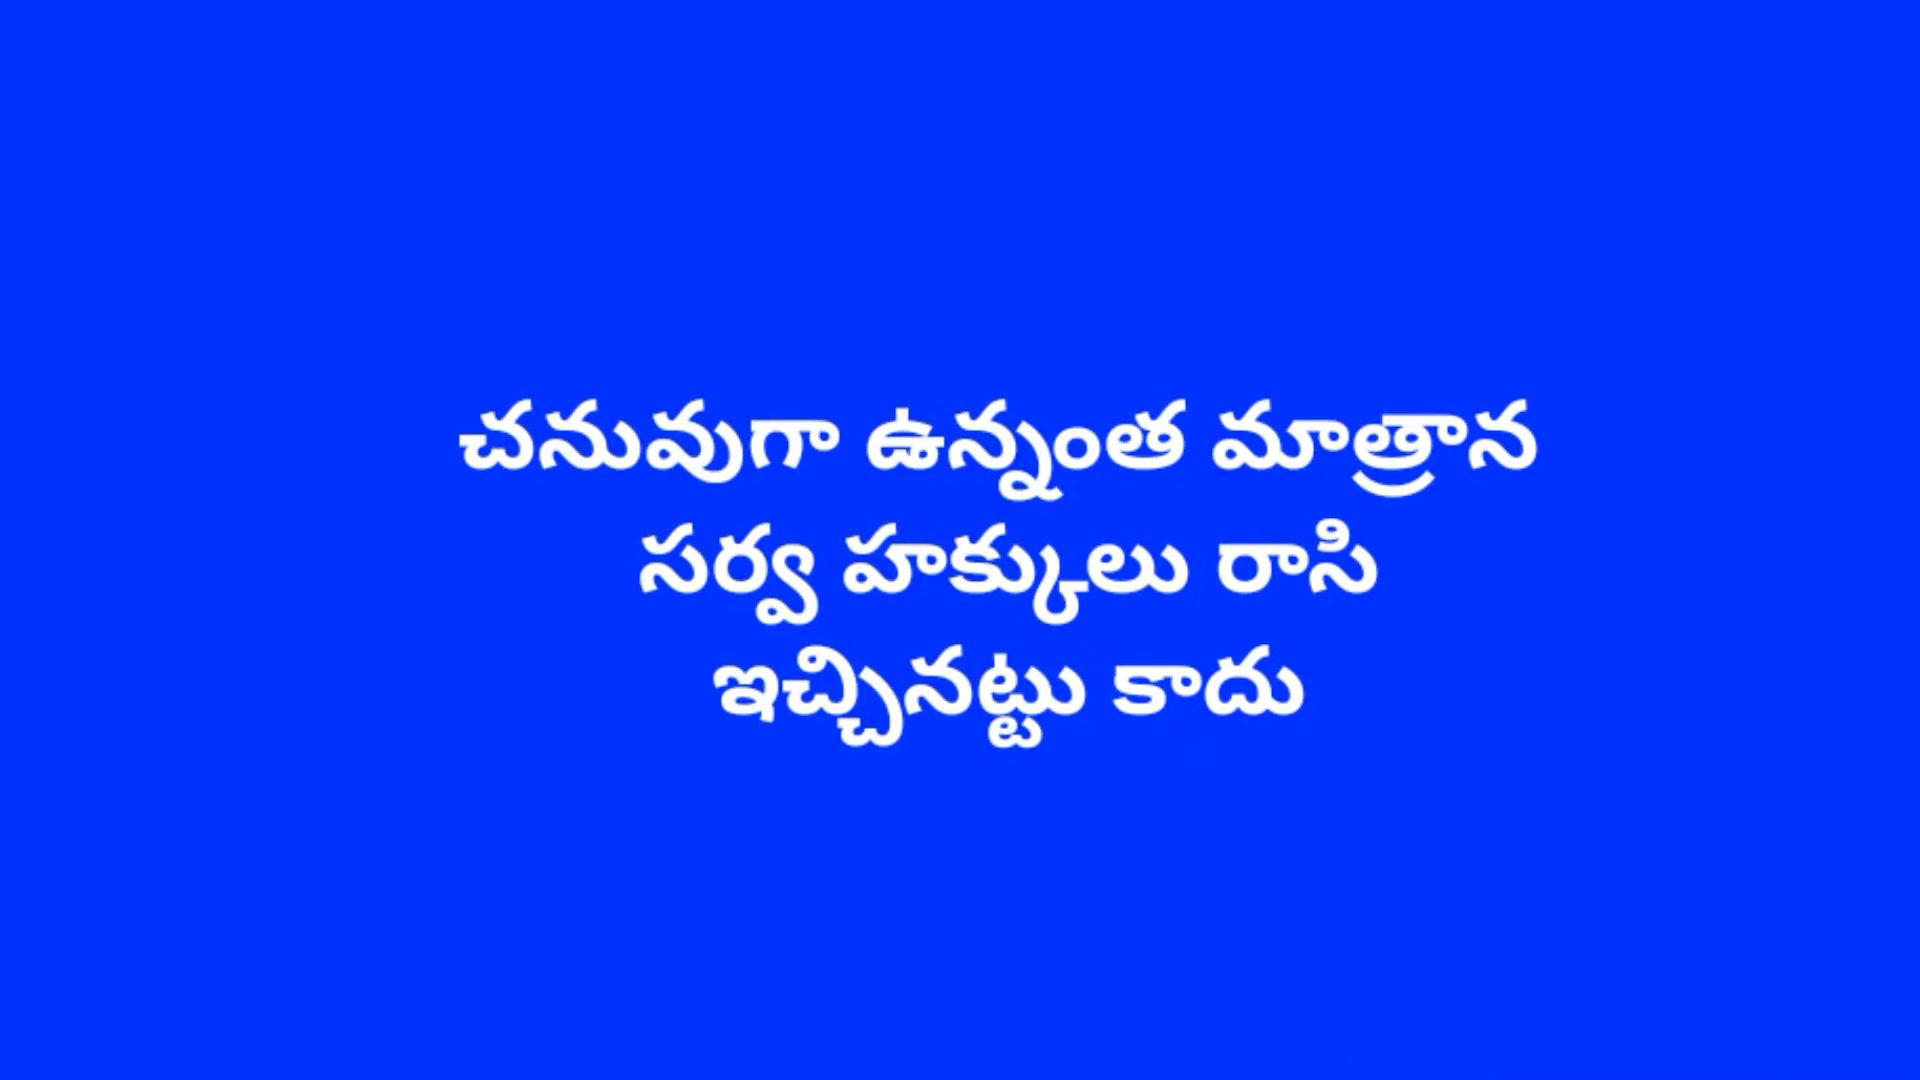 చనువుగా ఉన్నంత మాత్రాన
సర్వ హక్కులు రాసి
ఇచ్చినట్టు కాదు